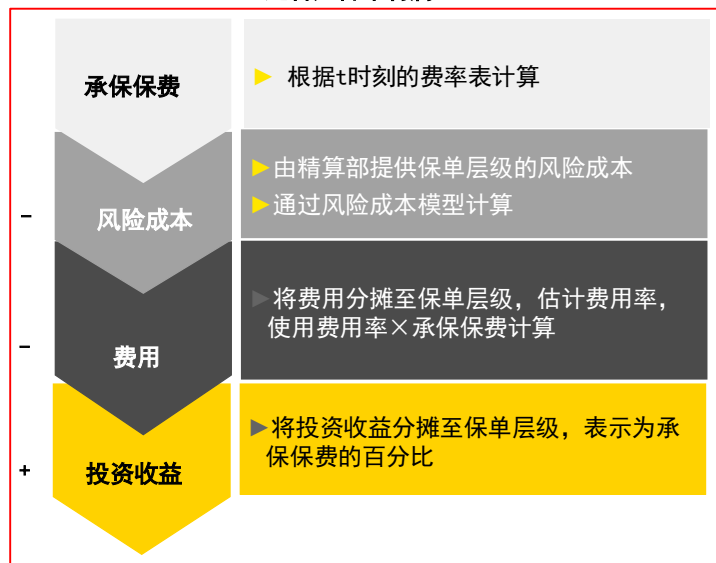 承保保费
根据t时刻的费率表计算
由精算部提供保单层级的风险成本
通过风险成本模型计算
-
风险成本
将费用分摊至保单层级，估计费用率，
使用费用率×承保保费计算
-
费用
将投资收益分摊至保单层级，表示为承
保保费的百分比
+
投资收益